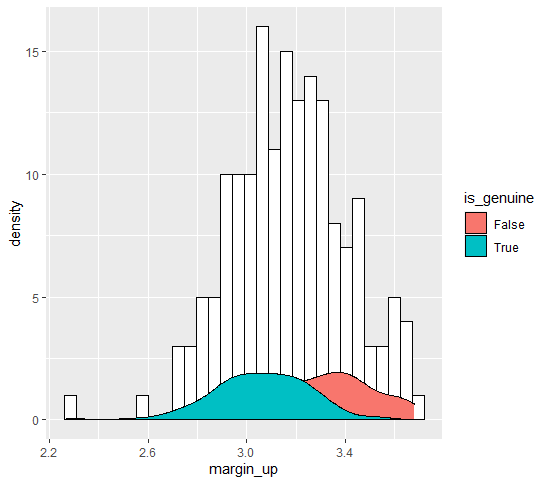 15
10
5
0
density
2.2
2.6
3.0
3.4
margin_up
is_genuine
False
True